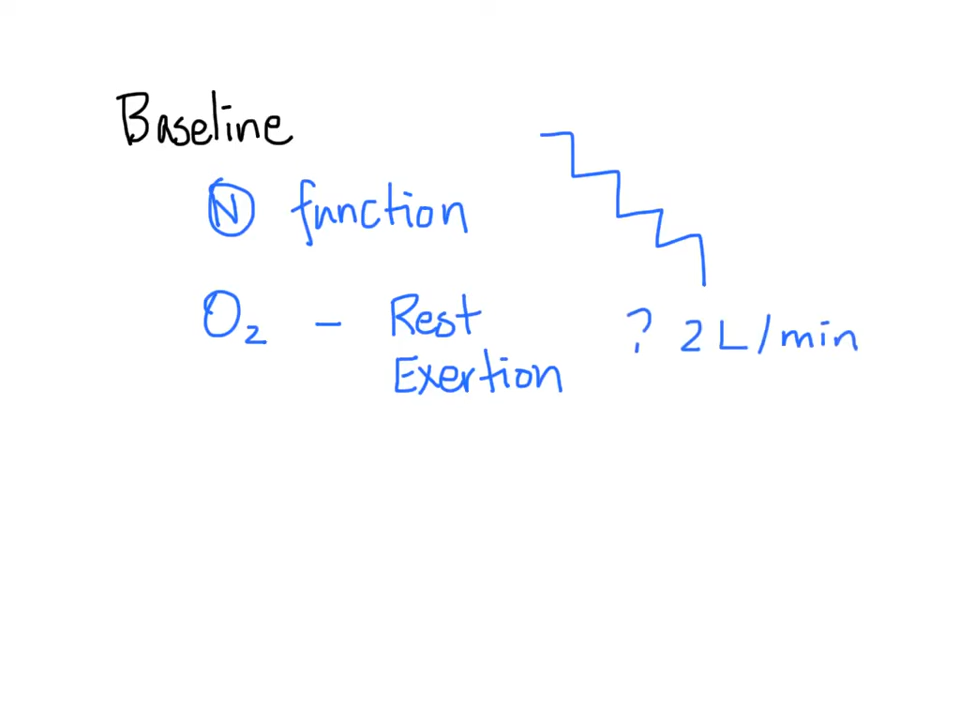 Baseline
N function
O2 - Rest
Exertion
? 2 L/min